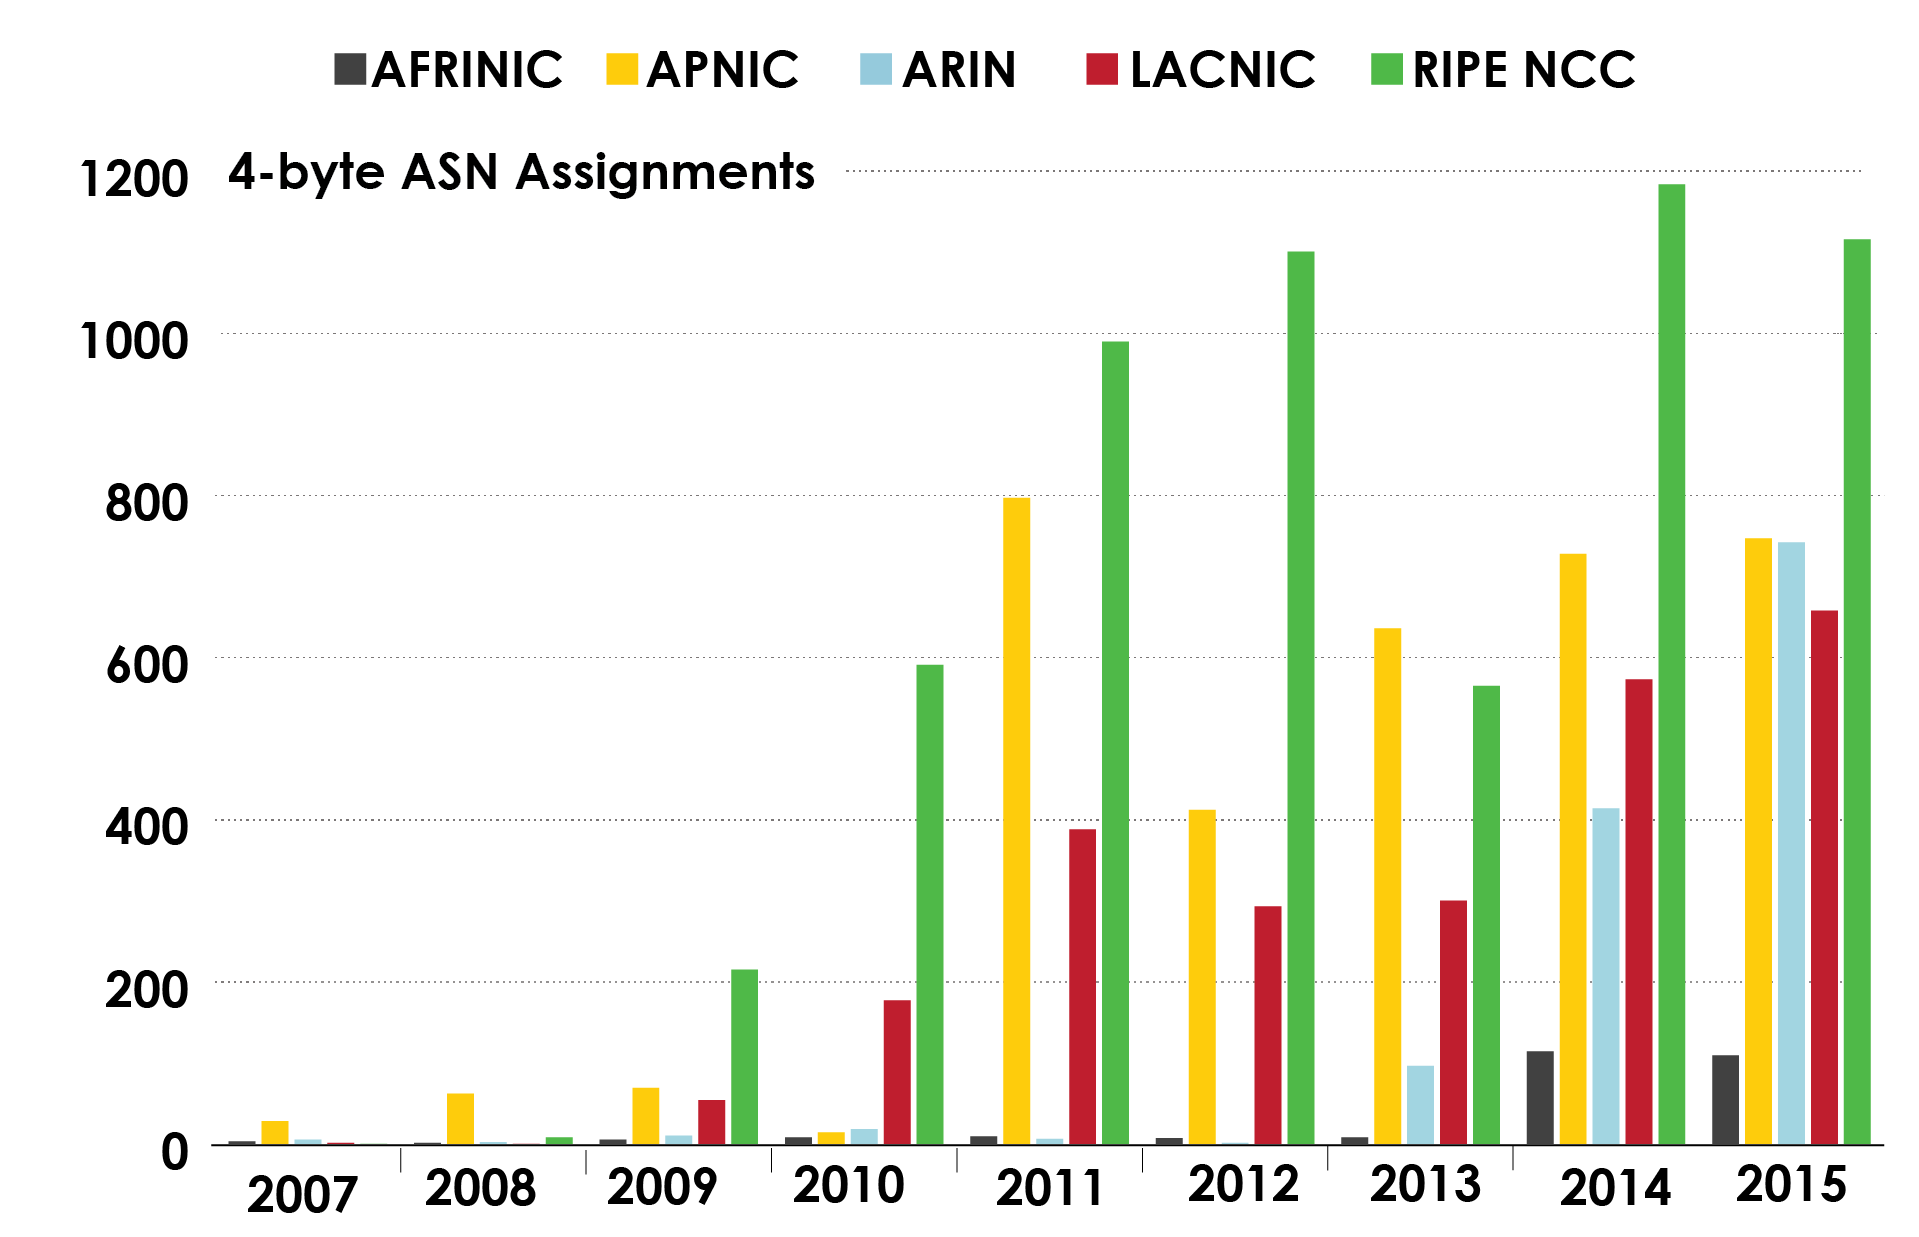 AFRINIC APNIC ARIN LACNIC RIPE NCC
4-byte ASN Assignments
1200
1000
800
600
400
200
0
2007 2008 2009 2010 2011 2012 2013 2014 2015